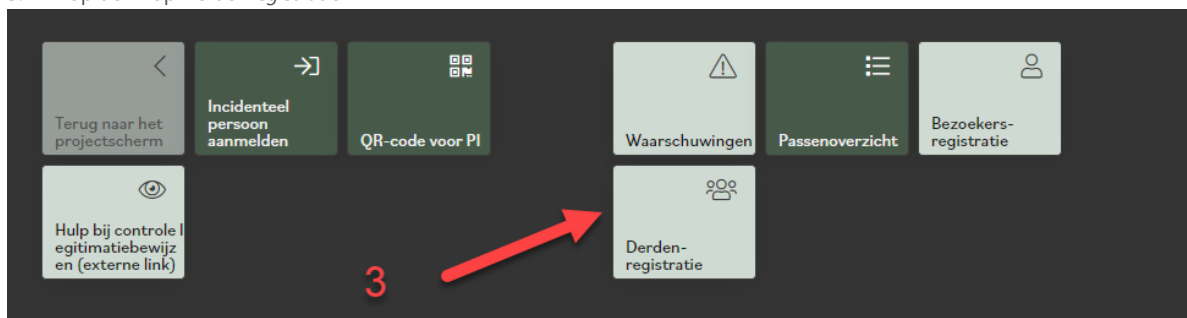 Terug naar het
projectscherm
Incidenteel
persoon
aanmelden
QR-code voor PI
Waarschuwingen
Passenoverzicht
Bezoekers-
registratie
Hulp bij controle l
egitimatiebewijz
en (externe link)
3
Derden-
registratie